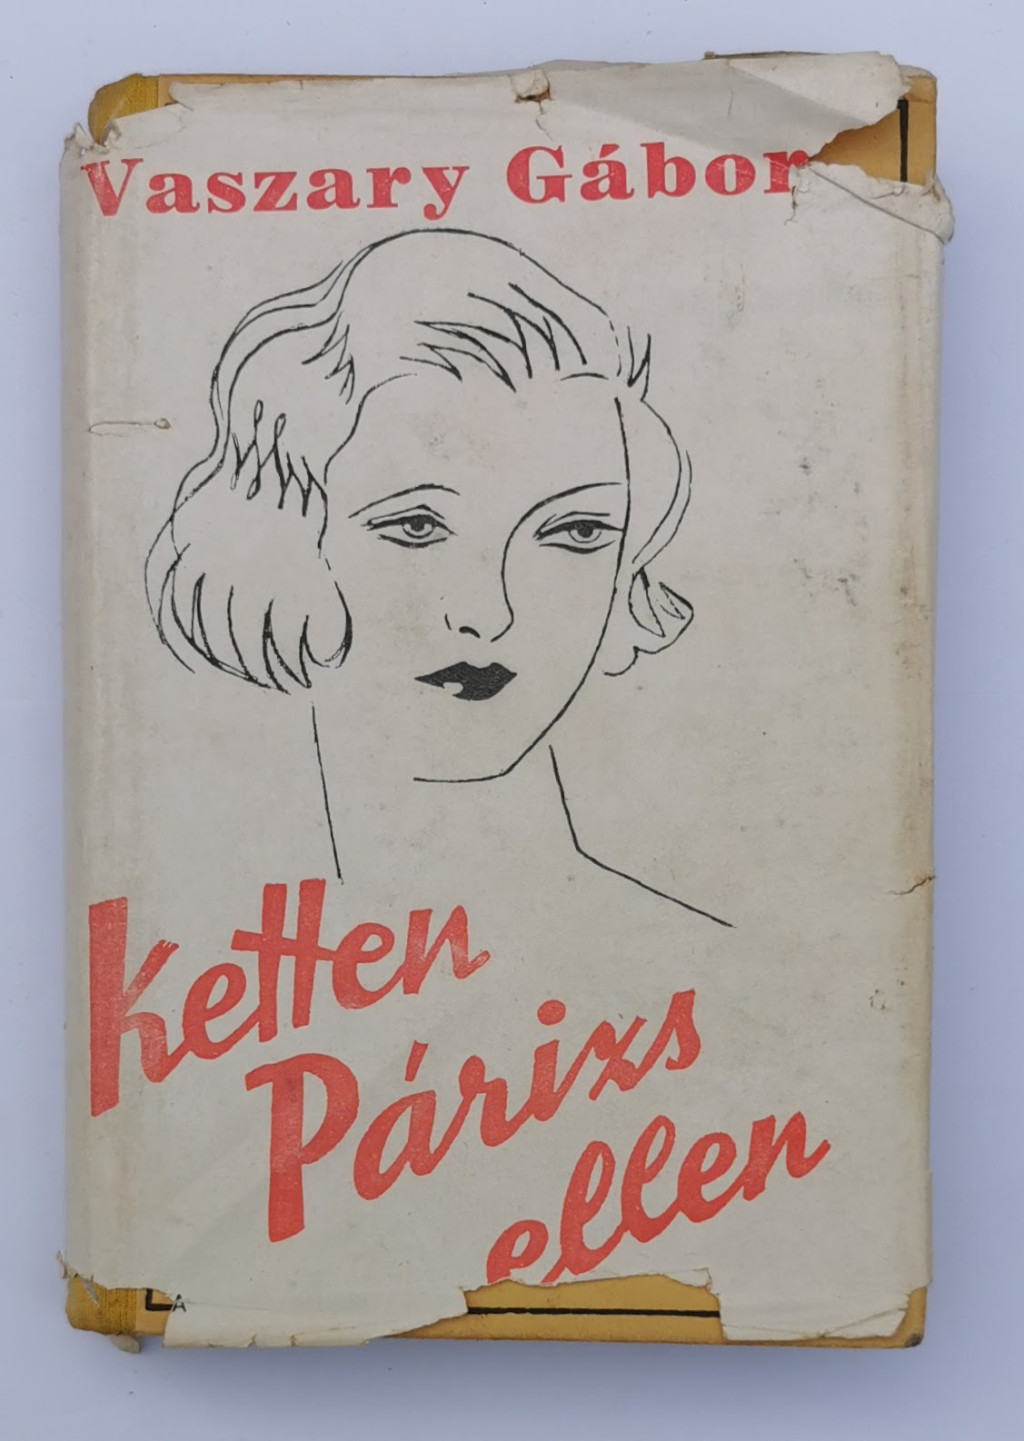 Vaszary Gábor
Ketten
Párizs
ellen
A